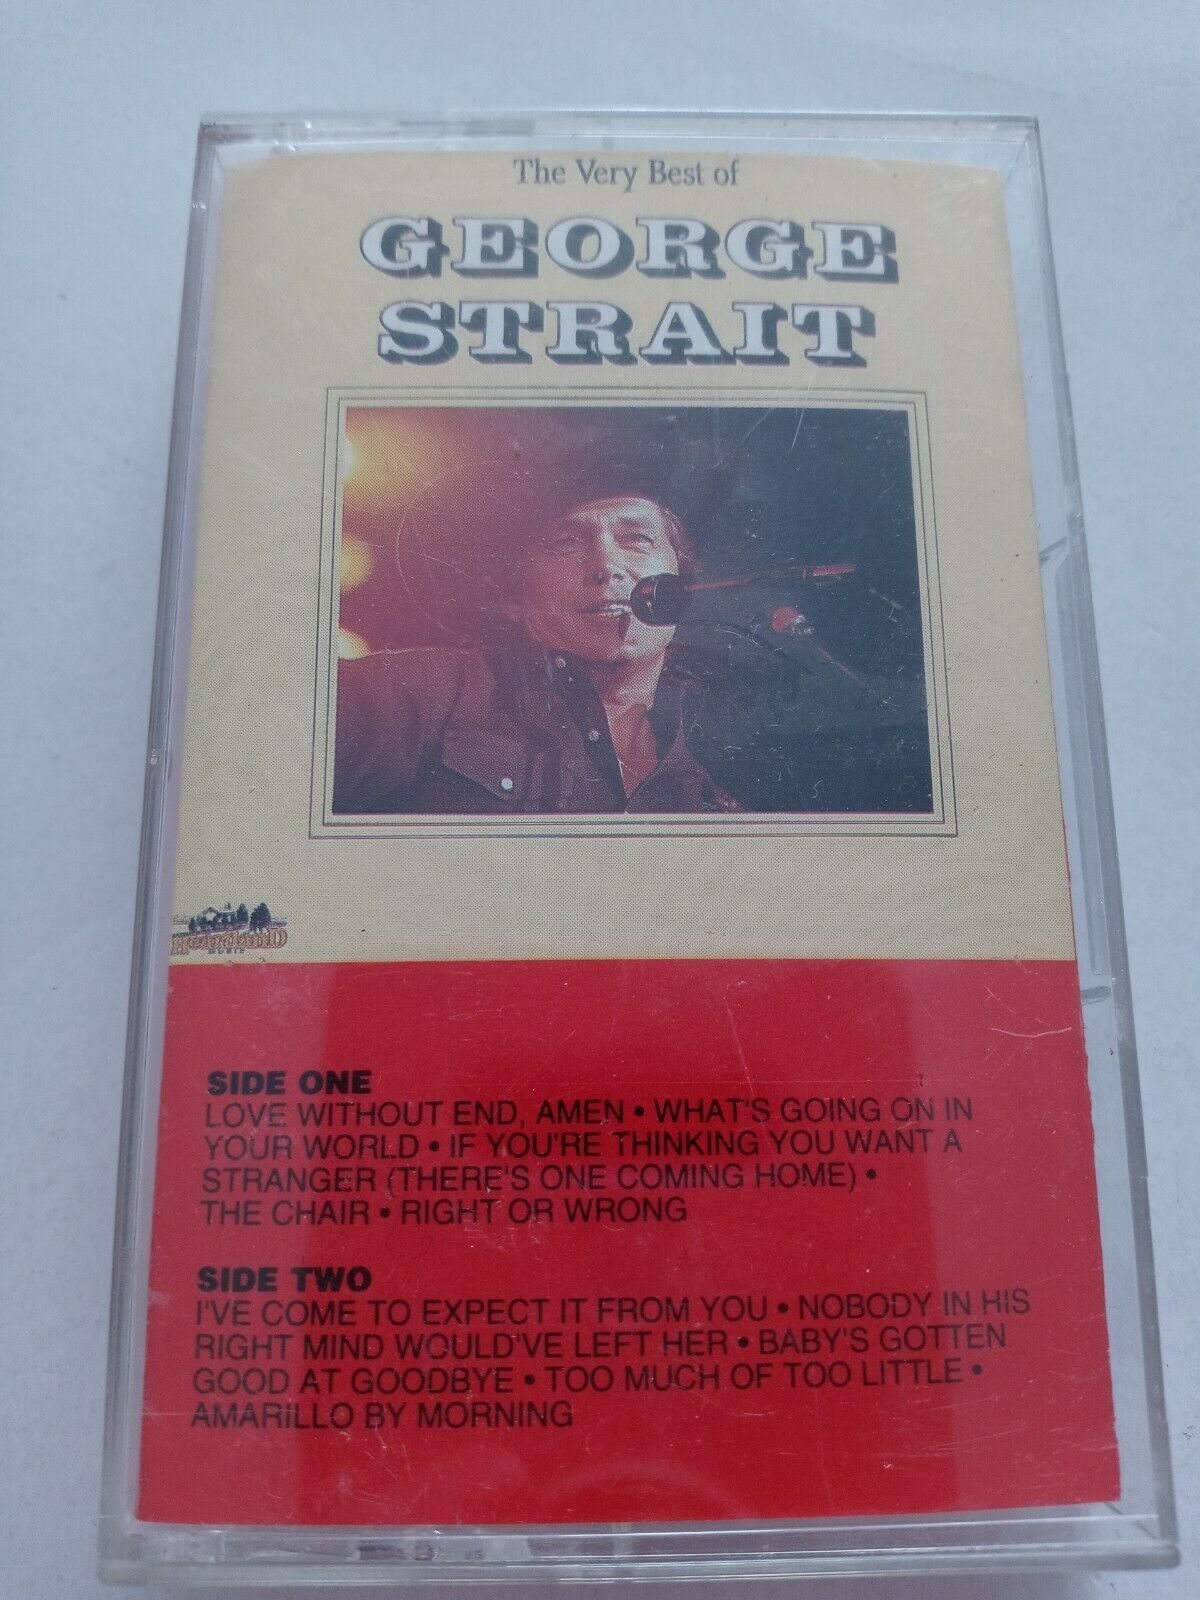 The Very Best of
GEORGE
STRAIT
Heartland
MUSIC
SIDE ONE
LOVE WITHOUT END, AMEN • WHAT'S GOING ON IN
YOUR WORLD • IF YOU'RE THINKING YOU WANT A
STRANGER (THERE'S ONE COMING HOME) •
THE CHAIR • RIGHT OR WRONG
SIDE TWO
I'VE COME TO EXPECT IT FROM YOU • NOBODY IN HIS
RIGHT MIND WOULD'VE LEFT HER • BABY'S GOTTEN
GOOD AT GOODBYE • TOO MUCH OF TOO LITTLE •
AMARILLO BY MORNING